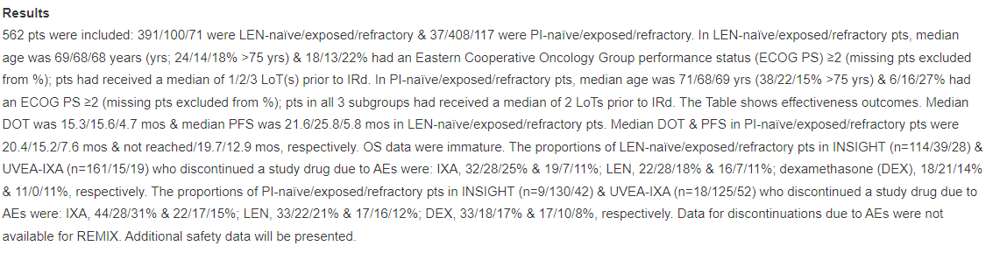 Results
562 pts were included: 391/100/71 were LEN-naïve/exposed/refractory & 37/408/117 were PI-naïve/exposed/refractory. In LEN-naïve/exposed/refractory pts, median
age was 69/68/68 years (yrs; 24/14/18% >75 yrs) & 18/13/22% had an Eastern Cooperative Oncology Group performance status (ECOG PS) ≥2 (missing pts excluded
from %); pts had received a median of 1/2/3 LoT(s) prior to IRd. In PI-naïve/exposed/refractory pts, median age was 71/68/69 yrs (38/22/15% >75 yrs) & 6/16/27% had
an ECOG PS ≥2 (missing pts excluded from %); pts in all 3 subgroups had received a median of 2 LoTs prior to IRd. The Table shows effectiveness outcomes. Median
DOT was 15.3/15.6/4.7 mos & median PFS was 21.6/25.8/5.8 mos in LEN-naïve/exposed/refractory pts. Median DOT & PFS in PI-naïve/exposed/refractory pts were
20.4/15.2/7.6 mos & not reached/19.7/12.9 mos, respectively. OS data were immature. The proportions of LEN-naïve/exposed/refractory pts in INSIGHT (n=114/39/28) &
UVEA-IXA (n=161/15/19) who discontinued a study drug due to AEs were: IXA, 32/28/25% & 19/7/11%; LEN, 22/28/18% & 16/7/11%; dexamethasone (DEX), 18/21/14%
& 11/0/11%, respectively. The proportions of PI-naïve/exposed/refractory pts in INSIGHT (n=9/130/42) & UVEA-IXA (n=18/125/52) who discontinued a study drug due to
AEs were: IXA, 44/28/31% & 22/17/15%; LEN, 33/22/21% & 17/16/12%; DEX, 33/18/17% & 17/10/8%, respectively. Data for discontinuations due to AEs were not
available for REMIX. Additional safety data will be presented.